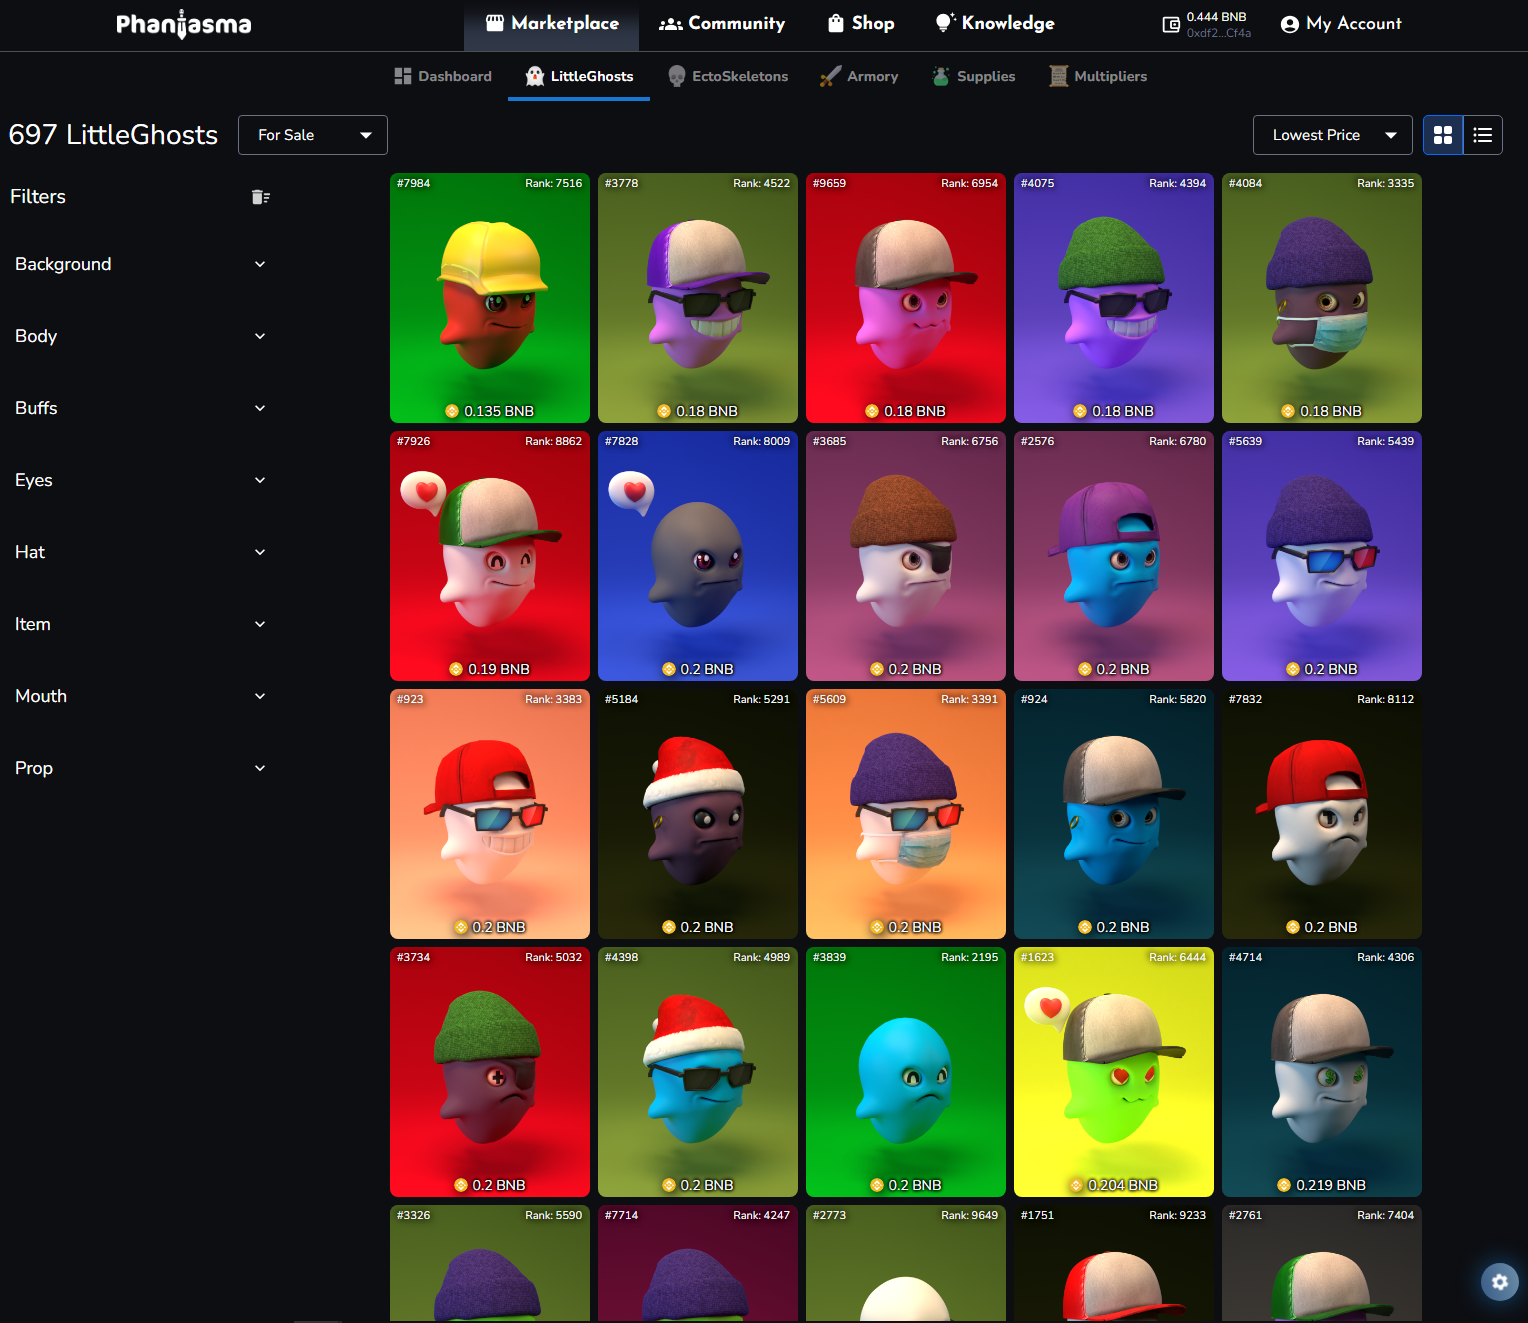 Phantasma
Marketplace
Community
Shop
Knowledge
0.444 BNB
0xdf2...Cf4a
My Account
Dashboard
LittleGhosts
EctoSkeletons
Armory
Supplies
Multipliers
697 LittleGhosts
For Sale
Lowest Price
Filters
Background
Body
Buffs
Eyes
Hat
Item
Mouth
Prop
#7984 Rank: 7516
0.135 BNB
#3778 Rank: 4522
0.18 BNB
#9659 Rank: 6954
0.18 BNB
#4075 Rank: 4394
0.18 BNB
#4084 Rank: 3335
0.18 BNB
#7926 Rank: 8862
0.19 BNB
#7828 Rank: 8009
0.2 BNB
#3685 Rank: 6756
0.2 BNB
#2576 Rank: 6780
0.2 BNB
#5639 Rank: 5439
0.2 BNB
#923 Rank: 3383
0.2 BNB
#5184 Rank: 5291
0.2 BNB
#5609 Rank: 3391
0.2 BNB
#924 Rank: 5820
0.2 BNB
#7832 Rank: 8112
0.2 BNB
#3734 Rank: 5032
0.2 BNB
#4398 Rank: 4989
0.2 BNB
#3839 Rank: 2195
0.2 BNB
#1623 Rank: 6444
0.204 BNB
#4714 Rank: 4306
0.219 BNB
#3326 Rank: 5590
#7714 Rank: 4247
#2773 Rank: 9649
#1751 Rank: 9233
#2761 Rank: 7404